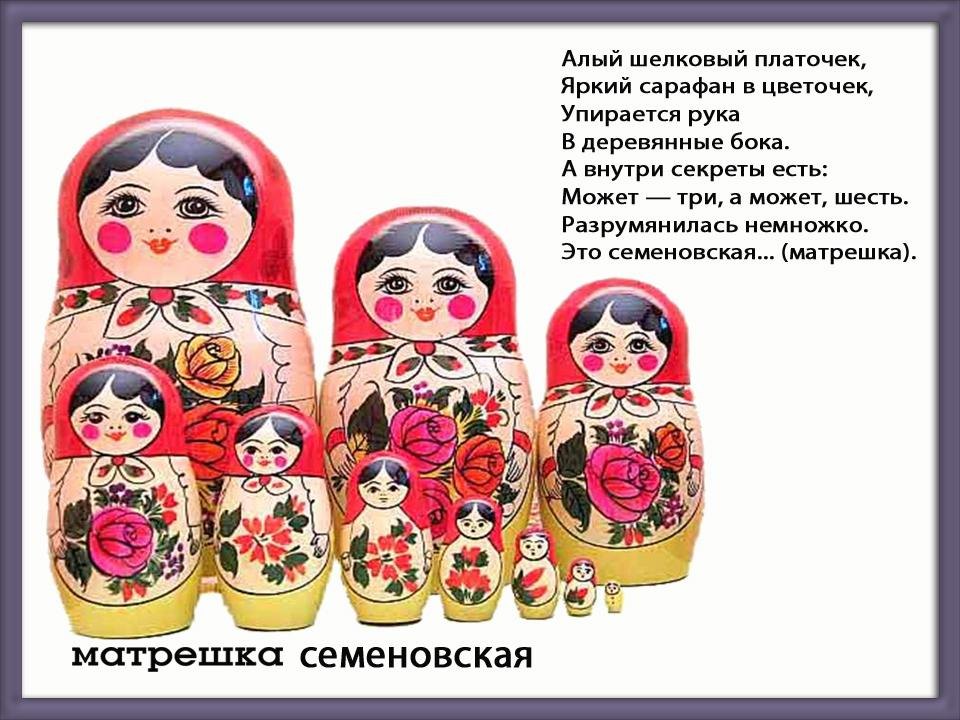 Алый шелковый платочек,
Яркий сарафан в цветочек,
Упирается рука
В деревянные бока.
А внутри секреты есть:
Может — три, а может, шесть.
Разрумянилась немножко.
Это семеновская... (матрешка).
матрешка семеновская